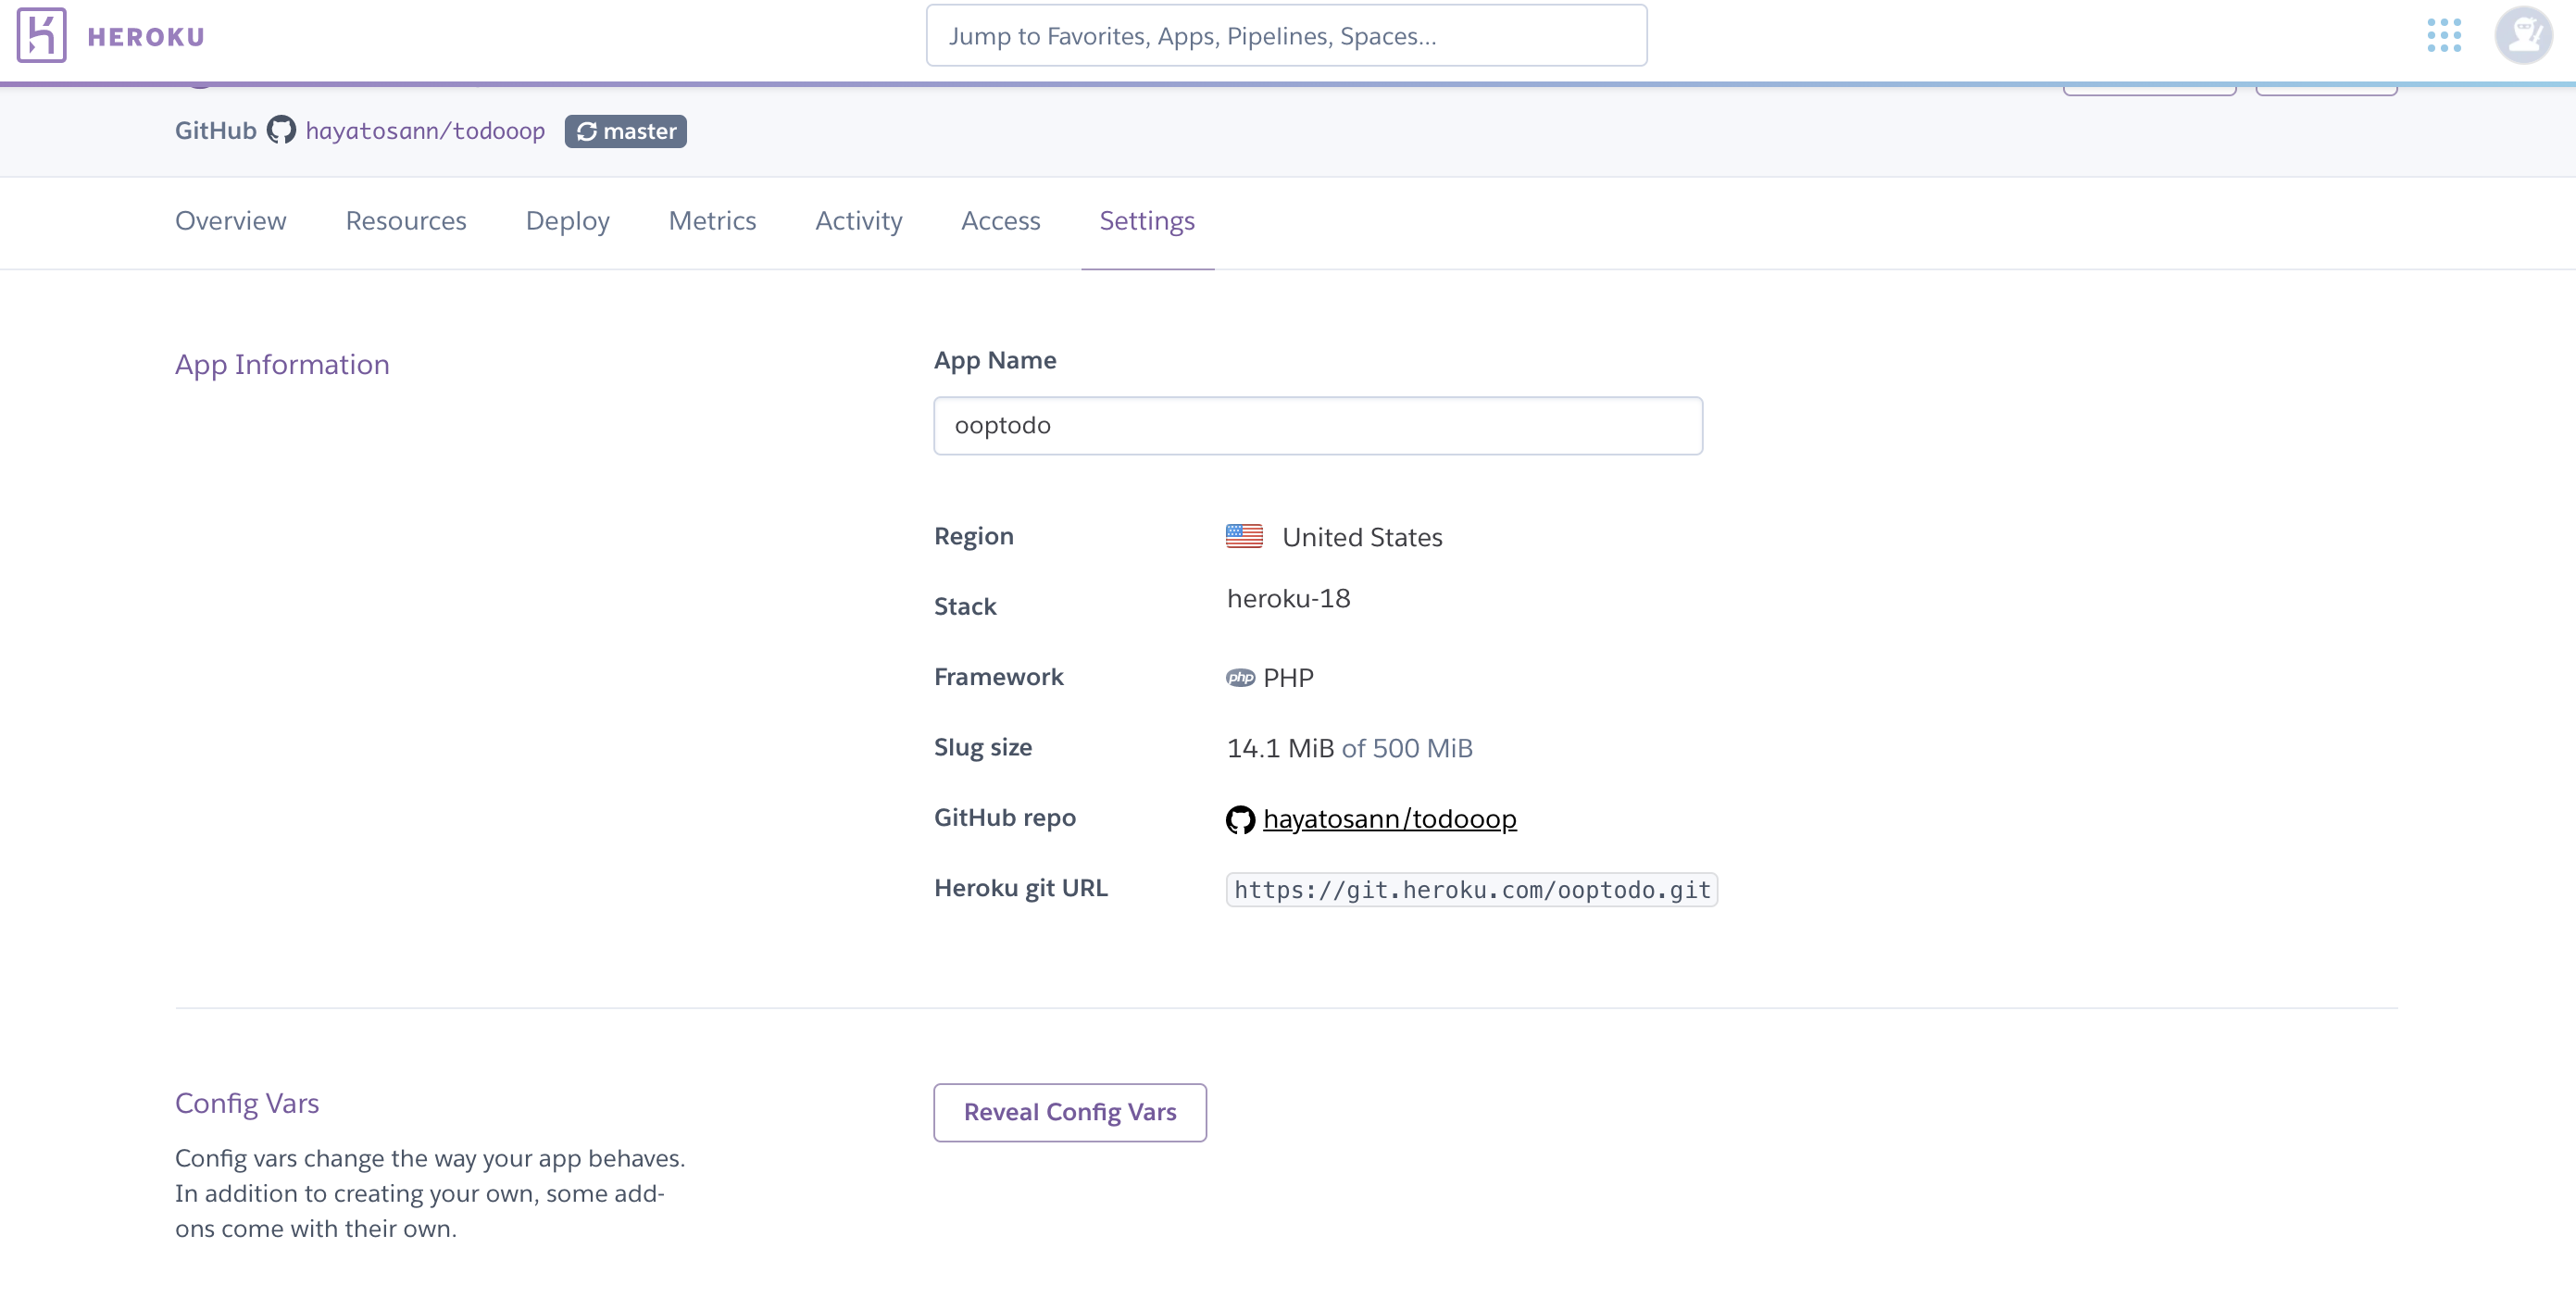 HEROKU
Jump to Favorites, Apps, Pipelines, Spaces...
GitHub hayatosann/todooop master
Overview Resources Deploy Metrics Activity Access Settings
App Information
App Name
ooptodo
Region United States
Stack heroku-18
Framework php PHP
Slug size 14.1 MiB of 500 MiB
GitHub repo hayatosann/todooop
Heroku git URL https://git.heroku.com/ooptodo.git
Config Vars
Reveal Config Vars
Config vars change the way your app behaves.
In addition to creating your own, some add-
ons come with their own.